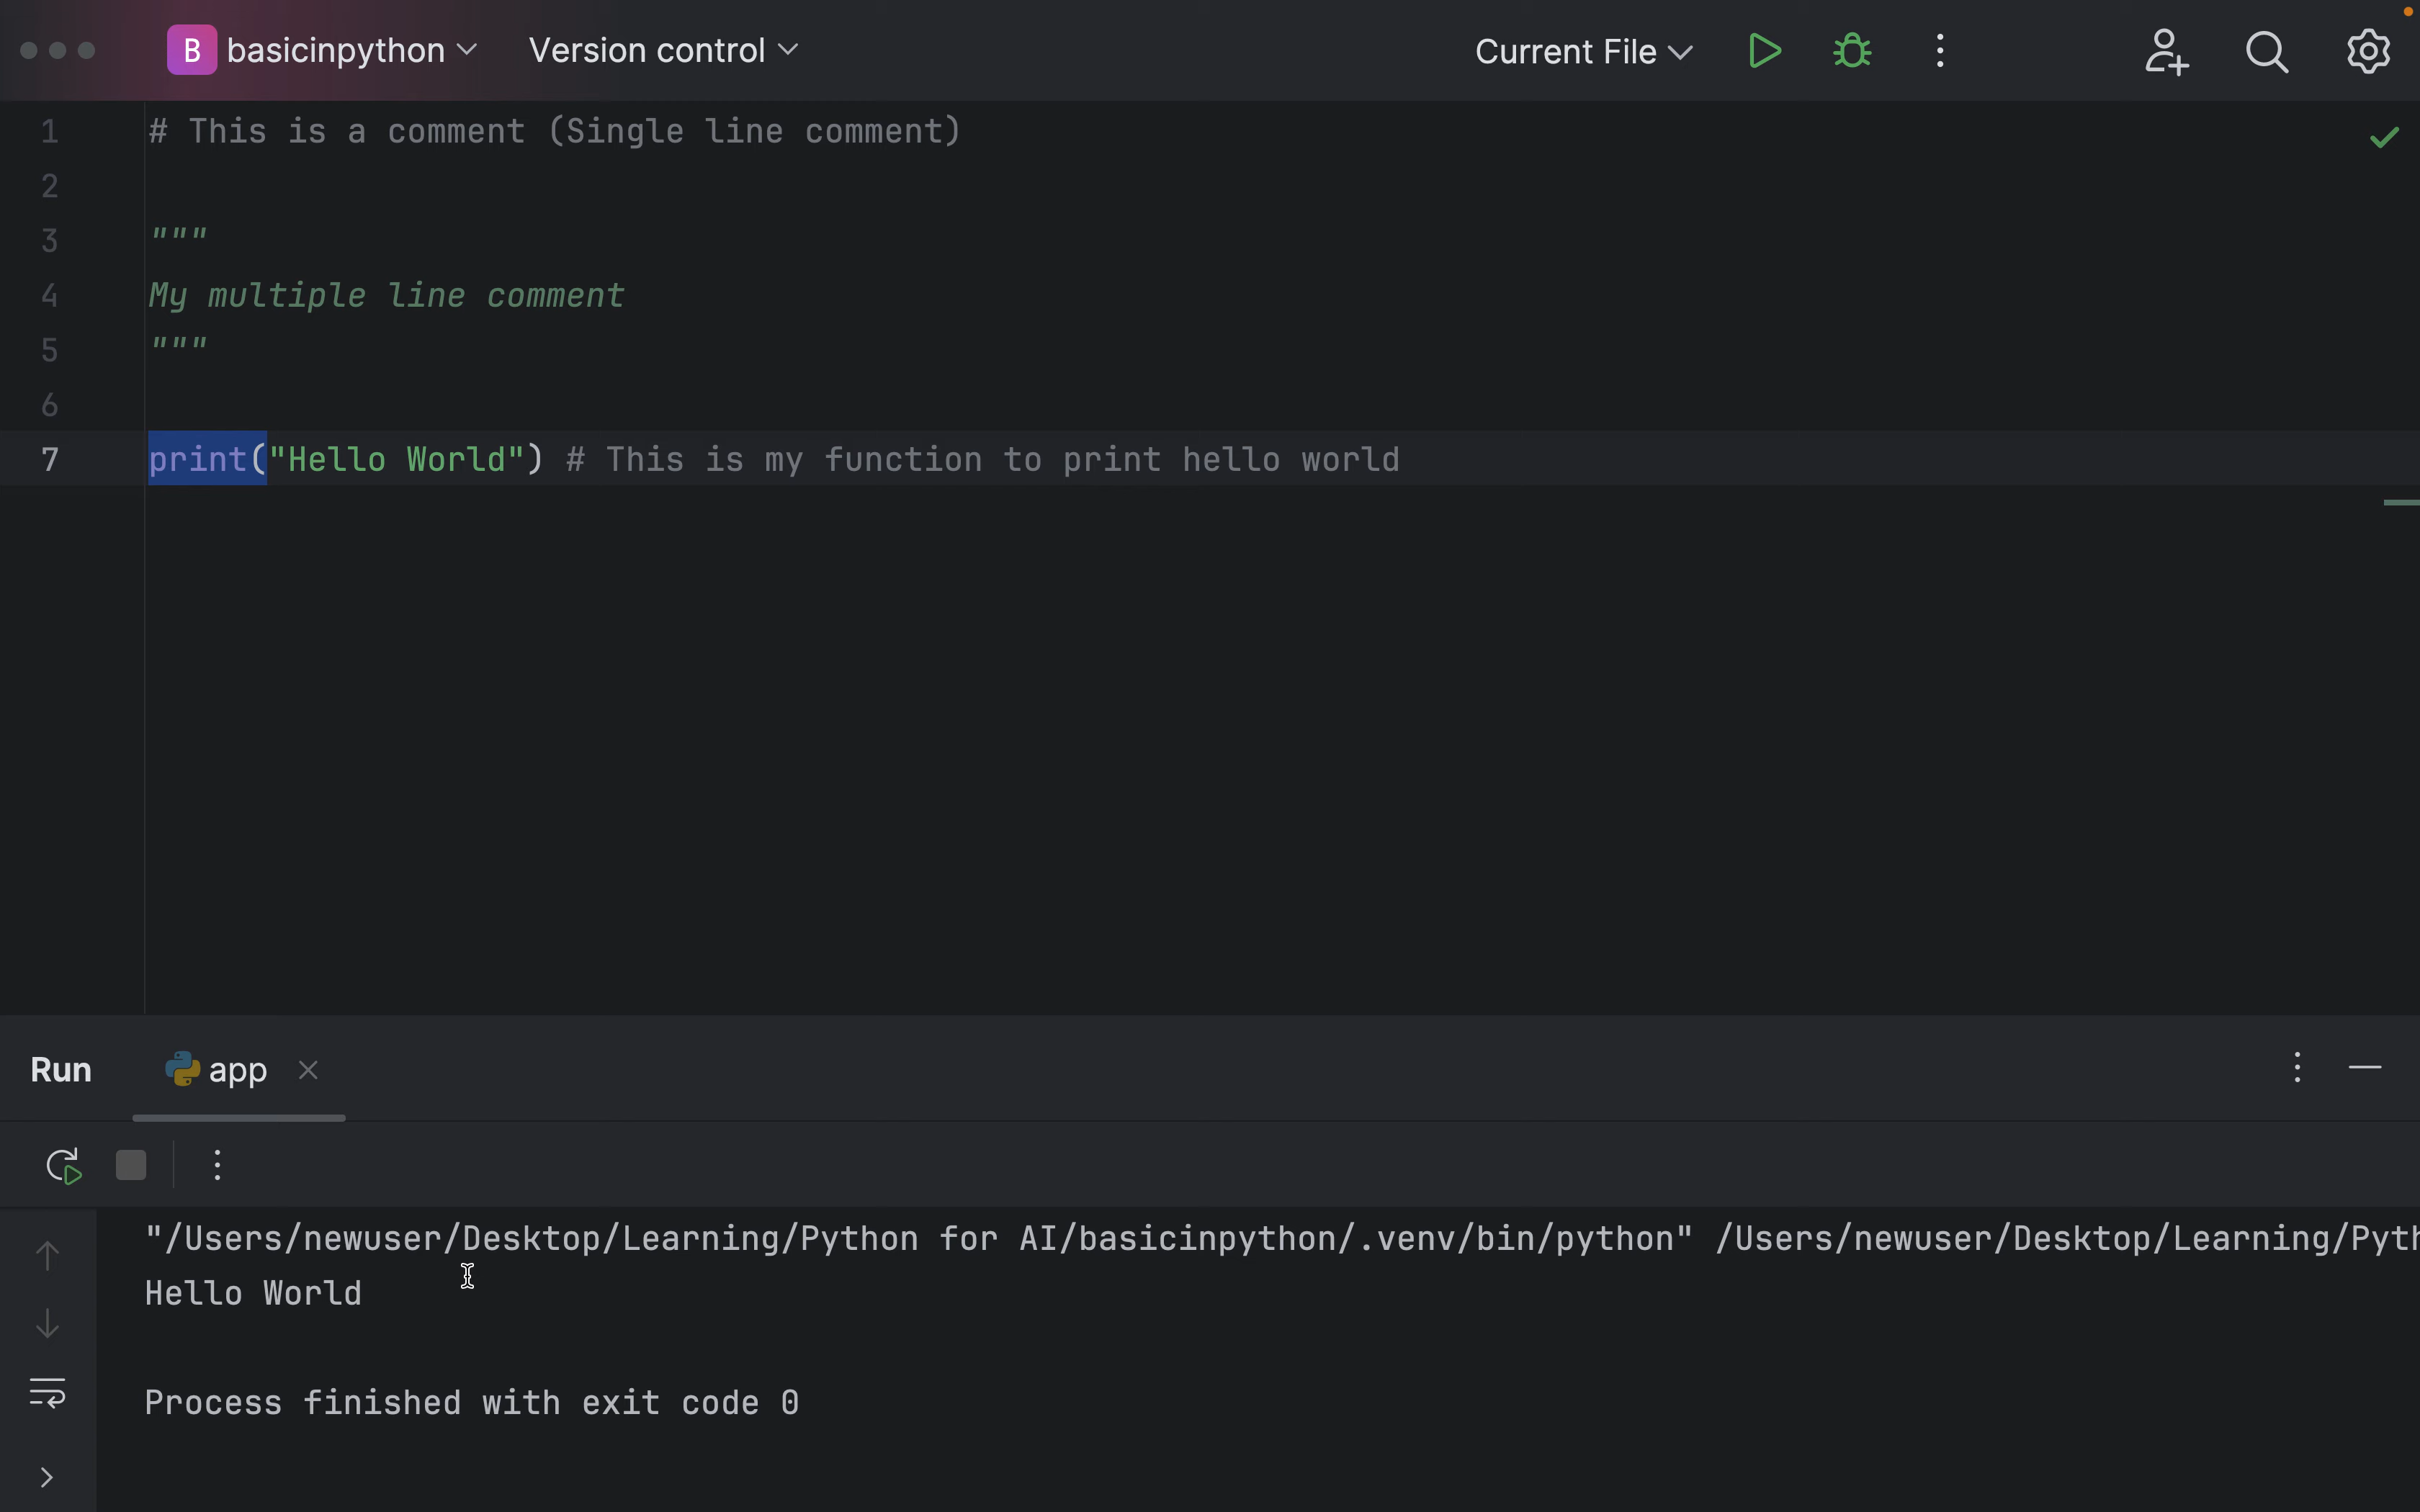 B basicinpython Version control Current File
1 # This is a comment (Single line comment)
2
3 """
4 My multiple line comment
5 """
6
7 print("Hello World") # This is my function to print hello world
Run app
"/Users/newuser/Desktop/Learning/Python for AI/basicinpython/.venv/bin/python" /Users/newuser/Desktop/Learning/Pyth
Hello World
Process finished with exit code 0